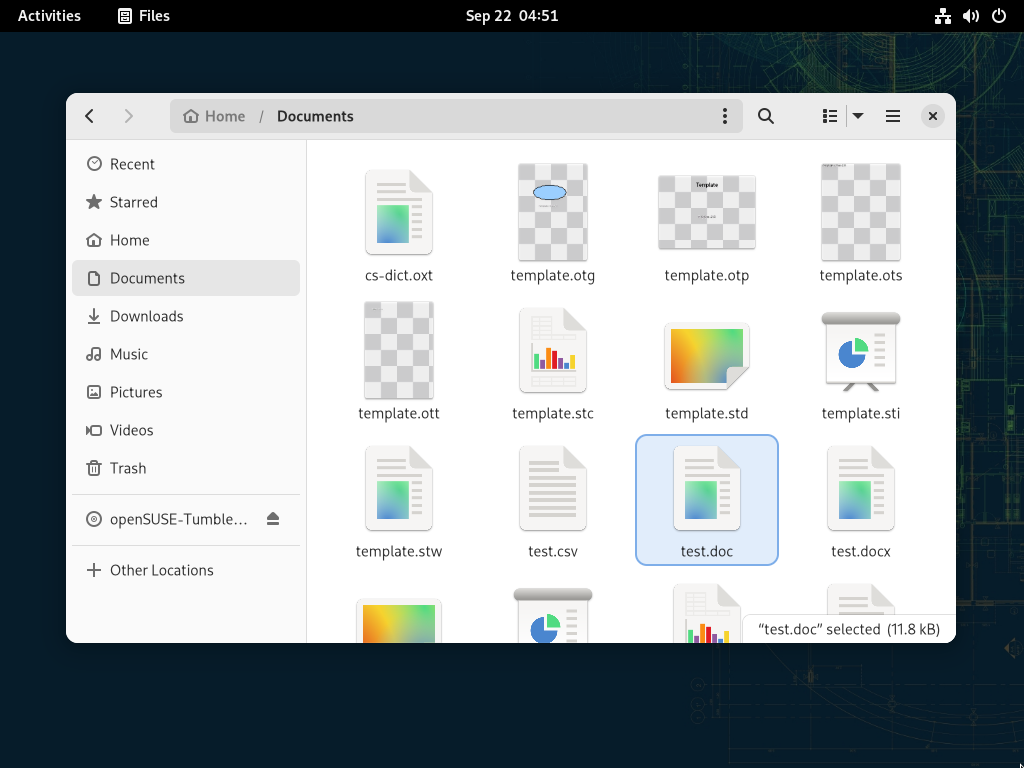 Activities Files Sep 22 04:51
Home / Documents
Recent
Starred
Home
Documents
Downloads
Music
Pictures
Videos
Trash
openSUSE-Tumble…
Other Locations
Template
cs-dict.oxt template.otg template.otp template.ots
template.ott template.stc template.std template.sti
template.stw test.csv test.doc test.docx
“test.doc” selected (11.8 kB)